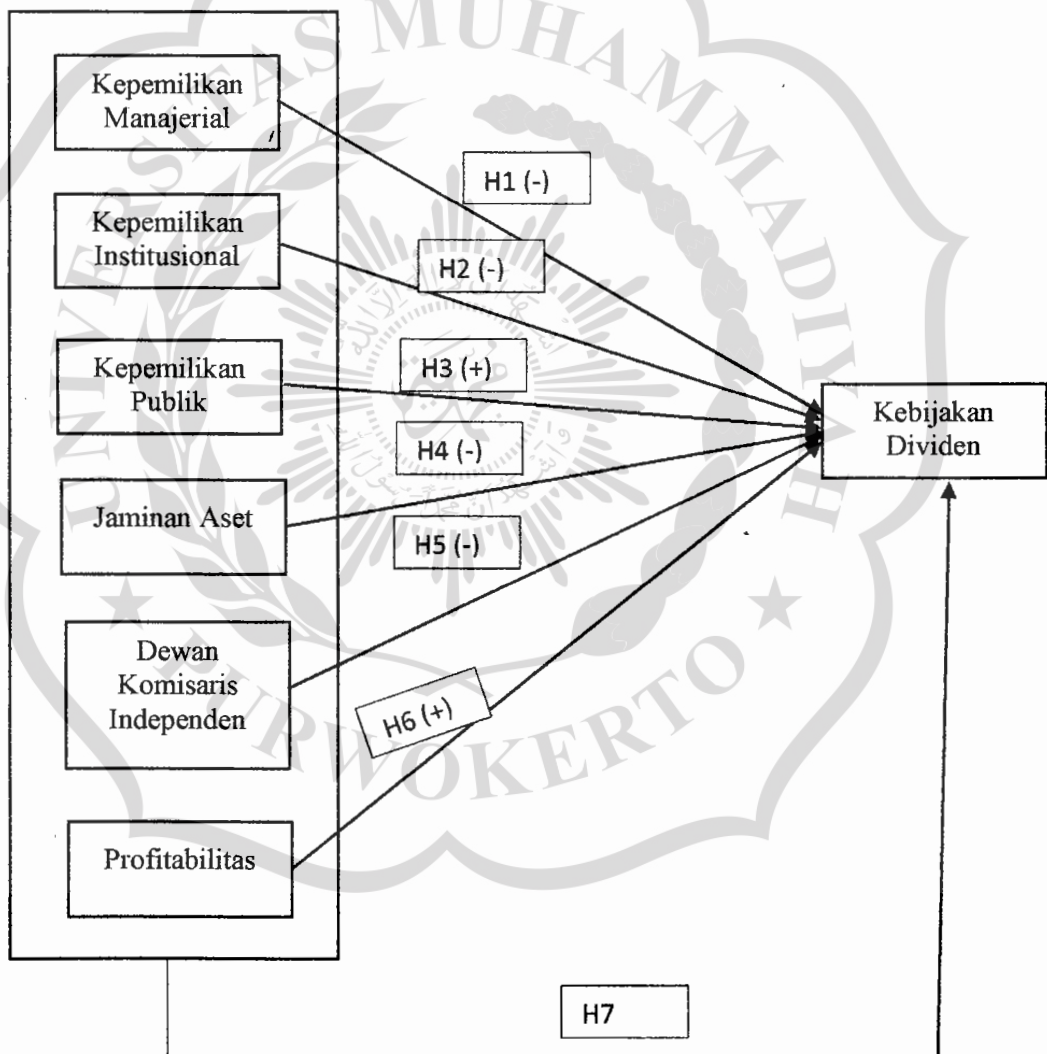 Kepemilikan
Manajerial
Kepemilikan
Institusional
Kepemilikan
Publik
Jaminan Aset
Dewan
Komisaris
Independen
Profitabilitas
H1 (-)
H2 (-)
H3 (+)
H4 (-)
H5 (-)
H6 (+)
H7
Kebijakan
Dividen
UNIVERSITAS MUHAMMADIYAH
PURWOKERTO